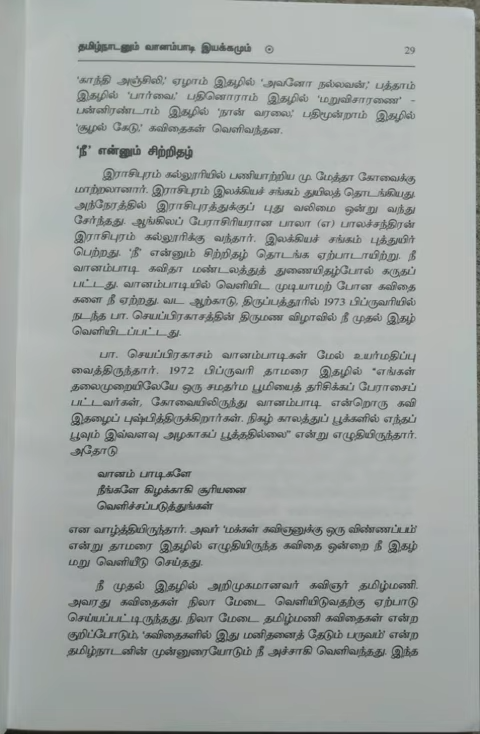 தமிழ்நாடனும் வானம்பாடி இயக்கமும் 29
'காந்தி அஞ்சிலி,' ஏழாம் இதழில் 'அவனோ நல்லவன்,' பத்தாம்
இதழில் 'பார்வை,' பதினொராம் இதழில் 'மறுவிசாரணை' -
பன்னிரண்டாம் இதழில் 'நான் வரலை,' பதிமூன்றாம் இதழில்
'சூழல் கேடு,' கவிதைகள் வெளிவந்தன.
'நீ' என்னும் சிற்றிதழ்
இராசிபுரம் கல்லூரியில் பணியாற்றிய மு. மேத்தா கோவைக்கு
மாற்றலானார். இராசிபுரம் இலக்கியச் சங்கம் துயிலத் தொடங்கியது.
அந்நேரத்தில் இராசிபுரத்துக்குப் புது வலிமை ஒன்று வந்து
சேர்ந்தது. ஆங்கிலப் பேராசிரியரான பாலா (எ) பாலச்சந்திரன்
இராசிபுரம் கல்லூரிக்கு வந்தார். இலக்கியச் சங்கம் புத்துயிர்
பெற்றது. 'நீ' என்னும் சிற்றிதழ் தொடங்க ஏற்பாடாயிற்று. நீ
வானம்பாடி கவிதா மண்டலத்துத் துணையிதழ்போல் கருதப்
பட்டது. வானம்பாடியில் வெளியிட முடியாமற் போன கவிதை
களை நீ ஏற்றது. வட ஆற்காடு, திருப்பத்தூரில் 1973 பிப்ருவரியில்
நடந்த பா. செயப்பிரகாசத்தின் திருமண விழாவில் நீ முதல் இதழ்
வெளியிடப்பட்டது.
பா. செயப்பிரகாசம் வானம்பாடிகள் மேல் உயர்மதிப்பு
வைத்திருந்தார். 1972 பிப்ருவரி தாமரை இதழில் "எங்கள்
தலைமுறையிலேயே ஒரு சமதர்ம பூமியைத் தரிசிக்கப் பேராசைப்
பட்டவர்கள், கோவையிலிருந்து வானம்பாடி என்றொரு கவி
இதழைப் புஷ்பித்திருக்கிறார்கள். நிகழ் காலத்துப் பூக்களில் எந்தப்
பூவும் இவ்வளவு அழகாகப் பூத்ததில்லை" என்று எழுதியிருந்தார்.
அதோடு
வானம் பாடிகளே
நீங்களே கிழக்காகி சூரியனை
வெளிச்சப்படுத்துங்கள்
என வாழ்த்தியிருந்தார். அவர் 'மக்கள் கவிஞனுக்கு ஒரு விண்ணப்பம்'
என்று தாமரை இதழில் எழுதியிருந்த கவிதை ஒன்றை நீ இதழ்
மறு வெளியீடு செய்தது.
நீ முதல் இதழில் அறிமுகமானவர் கவிஞர் தமிழ்மணி.
அவரது கவிதைகள் நிலா மேடை வெளியிடுவதற்கு ஏற்பாடு
செய்யப்பட்டிருந்தது. நிலா மேடை தமிழ்மணி கவிதைகள் என்ற
குறிப்போடும், 'கவிதைகளில் இது மனிதனைத் தேடும் பருவம்' என்ற
தமிழ்நாடனின் முன்னுரையோடும் நீ அச்சாகி வெளிவந்தது. இந்த